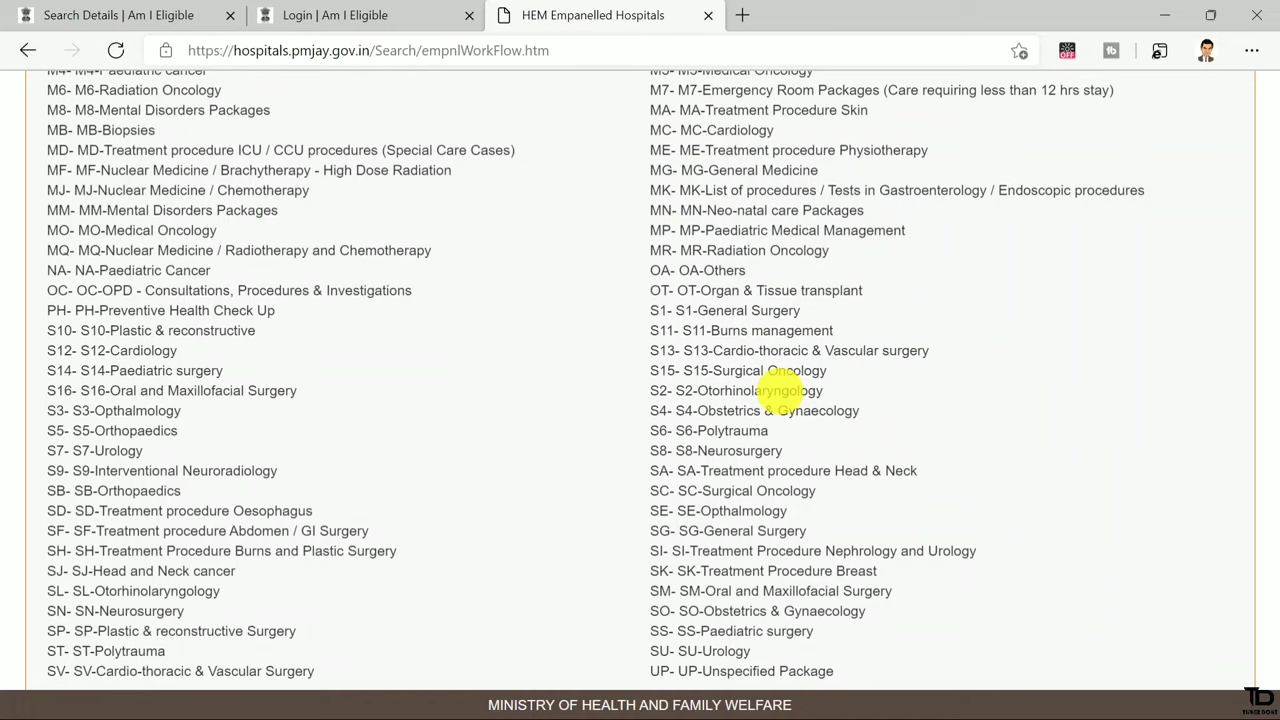 Search Details | Am I Eligible
Login | Am I Eligible
HEM Empanelled Hospitals
https://hospitals.pmjay.gov.in/Search/empnlWorkFlow.htm
OFF
M4- M4-Paediatric cancer
M5- M5-Medical Oncology
M6- M6-Radiation Oncology
M7- M7-Emergency Room Packages (Care requiring less than 12 hrs stay)
M8- M8-Mental Disorders Packages
MA- MA-Treatment Procedure Skin
MB- MB-Biopsies
MC- MC-Cardiology
MD- MD-Treatment procedure ICU / CCU procedures (Special Care Cases)
ME- ME-Treatment procedure Physiotherapy
MF- MF-Nuclear Medicine / Brachytherapy - High Dose Radiation
MG- MG-General Medicine
MJ- MJ-Nuclear Medicine / Chemotherapy
MK- MK-List of procedures / Tests in Gastroenterology / Endoscopic procedures
MM- MM-Mental Disorders Packages
MN- MN-Neo-natal care Packages
MO- MO-Medical Oncology
MP- MP-Paediatric Medical Management
MQ- MQ-Nuclear Medicine / Radiotherapy and Chemotherapy
MR- MR-Radiation Oncology
NA- NA-Paediatric Cancer
OA- OA-Others
OC- OC-OPD - Consultations, Procedures & Investigations
OT- OT-Organ & Tissue transplant
PH- PH-Preventive Health Check Up
S1- S1-General Surgery
S10- S10-Plastic & reconstructive
S11- S11-Burns management
S12- S12-Cardiology
S13- S13-Cardio-thoracic & Vascular surgery
S14- S14-Paediatric surgery
S15- S15-Surgical Oncology
S16- S16-Oral and Maxillofacial Surgery
S2- S2-Otorhinolaryngology
S3- S3-Opthalmology
S4- S4-Obstetrics & Gynaecology
S5- S5-Orthopaedics
S6- S6-Polytrauma
S7- S7-Urology
S8- S8-Neurosurgery
S9- S9-Interventional Neuroradiology
SA- SA-Treatment procedure Head & Neck
SB- SB-Orthopaedics
SC- SC-Surgical Oncology
SD- SD-Treatment procedure Oesophagus
SE- SE-Opthalmology
SF- SF-Treatment procedure Abdomen / GI Surgery
SG- SG-General Surgery
SH- SH-Treatment Procedure Burns and Plastic Surgery
SI- SI-Treatment Procedure Nephrology and Urology
SJ- SJ-Head and Neck cancer
SK- SK-Treatment Procedure Breast
SL- SL-Otorhinolaryngology
SM- SM-Oral and Maxillofacial Surgery
SN- SN-Neurosurgery
SO- SO-Obstetrics & Gynaecology
SP- SP-Plastic & reconstructive Surgery
SS- SS-Paediatric surgery
ST- ST-Polytrauma
SU- SU-Urology
SV- SV-Cardio-thoracic & Vascular Surgery
UP- UP-Unspecified Package
MINISTRY OF HEALTH AND FAMILY WELFARE
TD